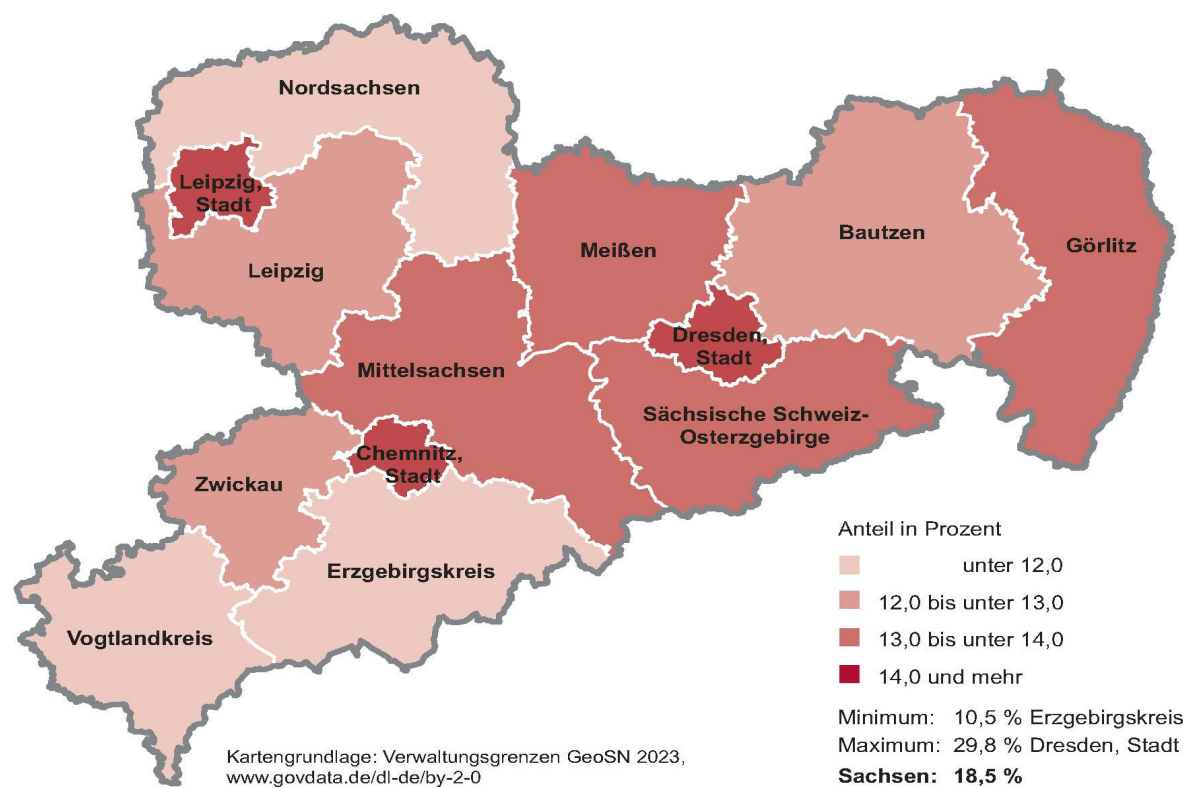 Nordsachsen
Leipzig,
Stadt
Leipzig
Meißen
Bautzen
Görlitz
Dresden,
Stadt
Mittelsachsen
Sächsische Schweiz-
Osterzgebirge
Chemnitz,
Stadt
Zwickau
Erzgebirgskreis
Vogtlandkreis
Anteil in Prozent
unter 12,0
12,0 bis unter 13,0
13,0 bis unter 14,0
14,0 und mehr
Minimum: 10,5 % Erzgebirgskreis
Maximum: 29,8 % Dresden, Stadt
Sachsen: 18,5 %
Kartengrundlage: Verwaltungsgrenzen GeoSN 2023,
www.govdata.de/dl-de/by-2-0